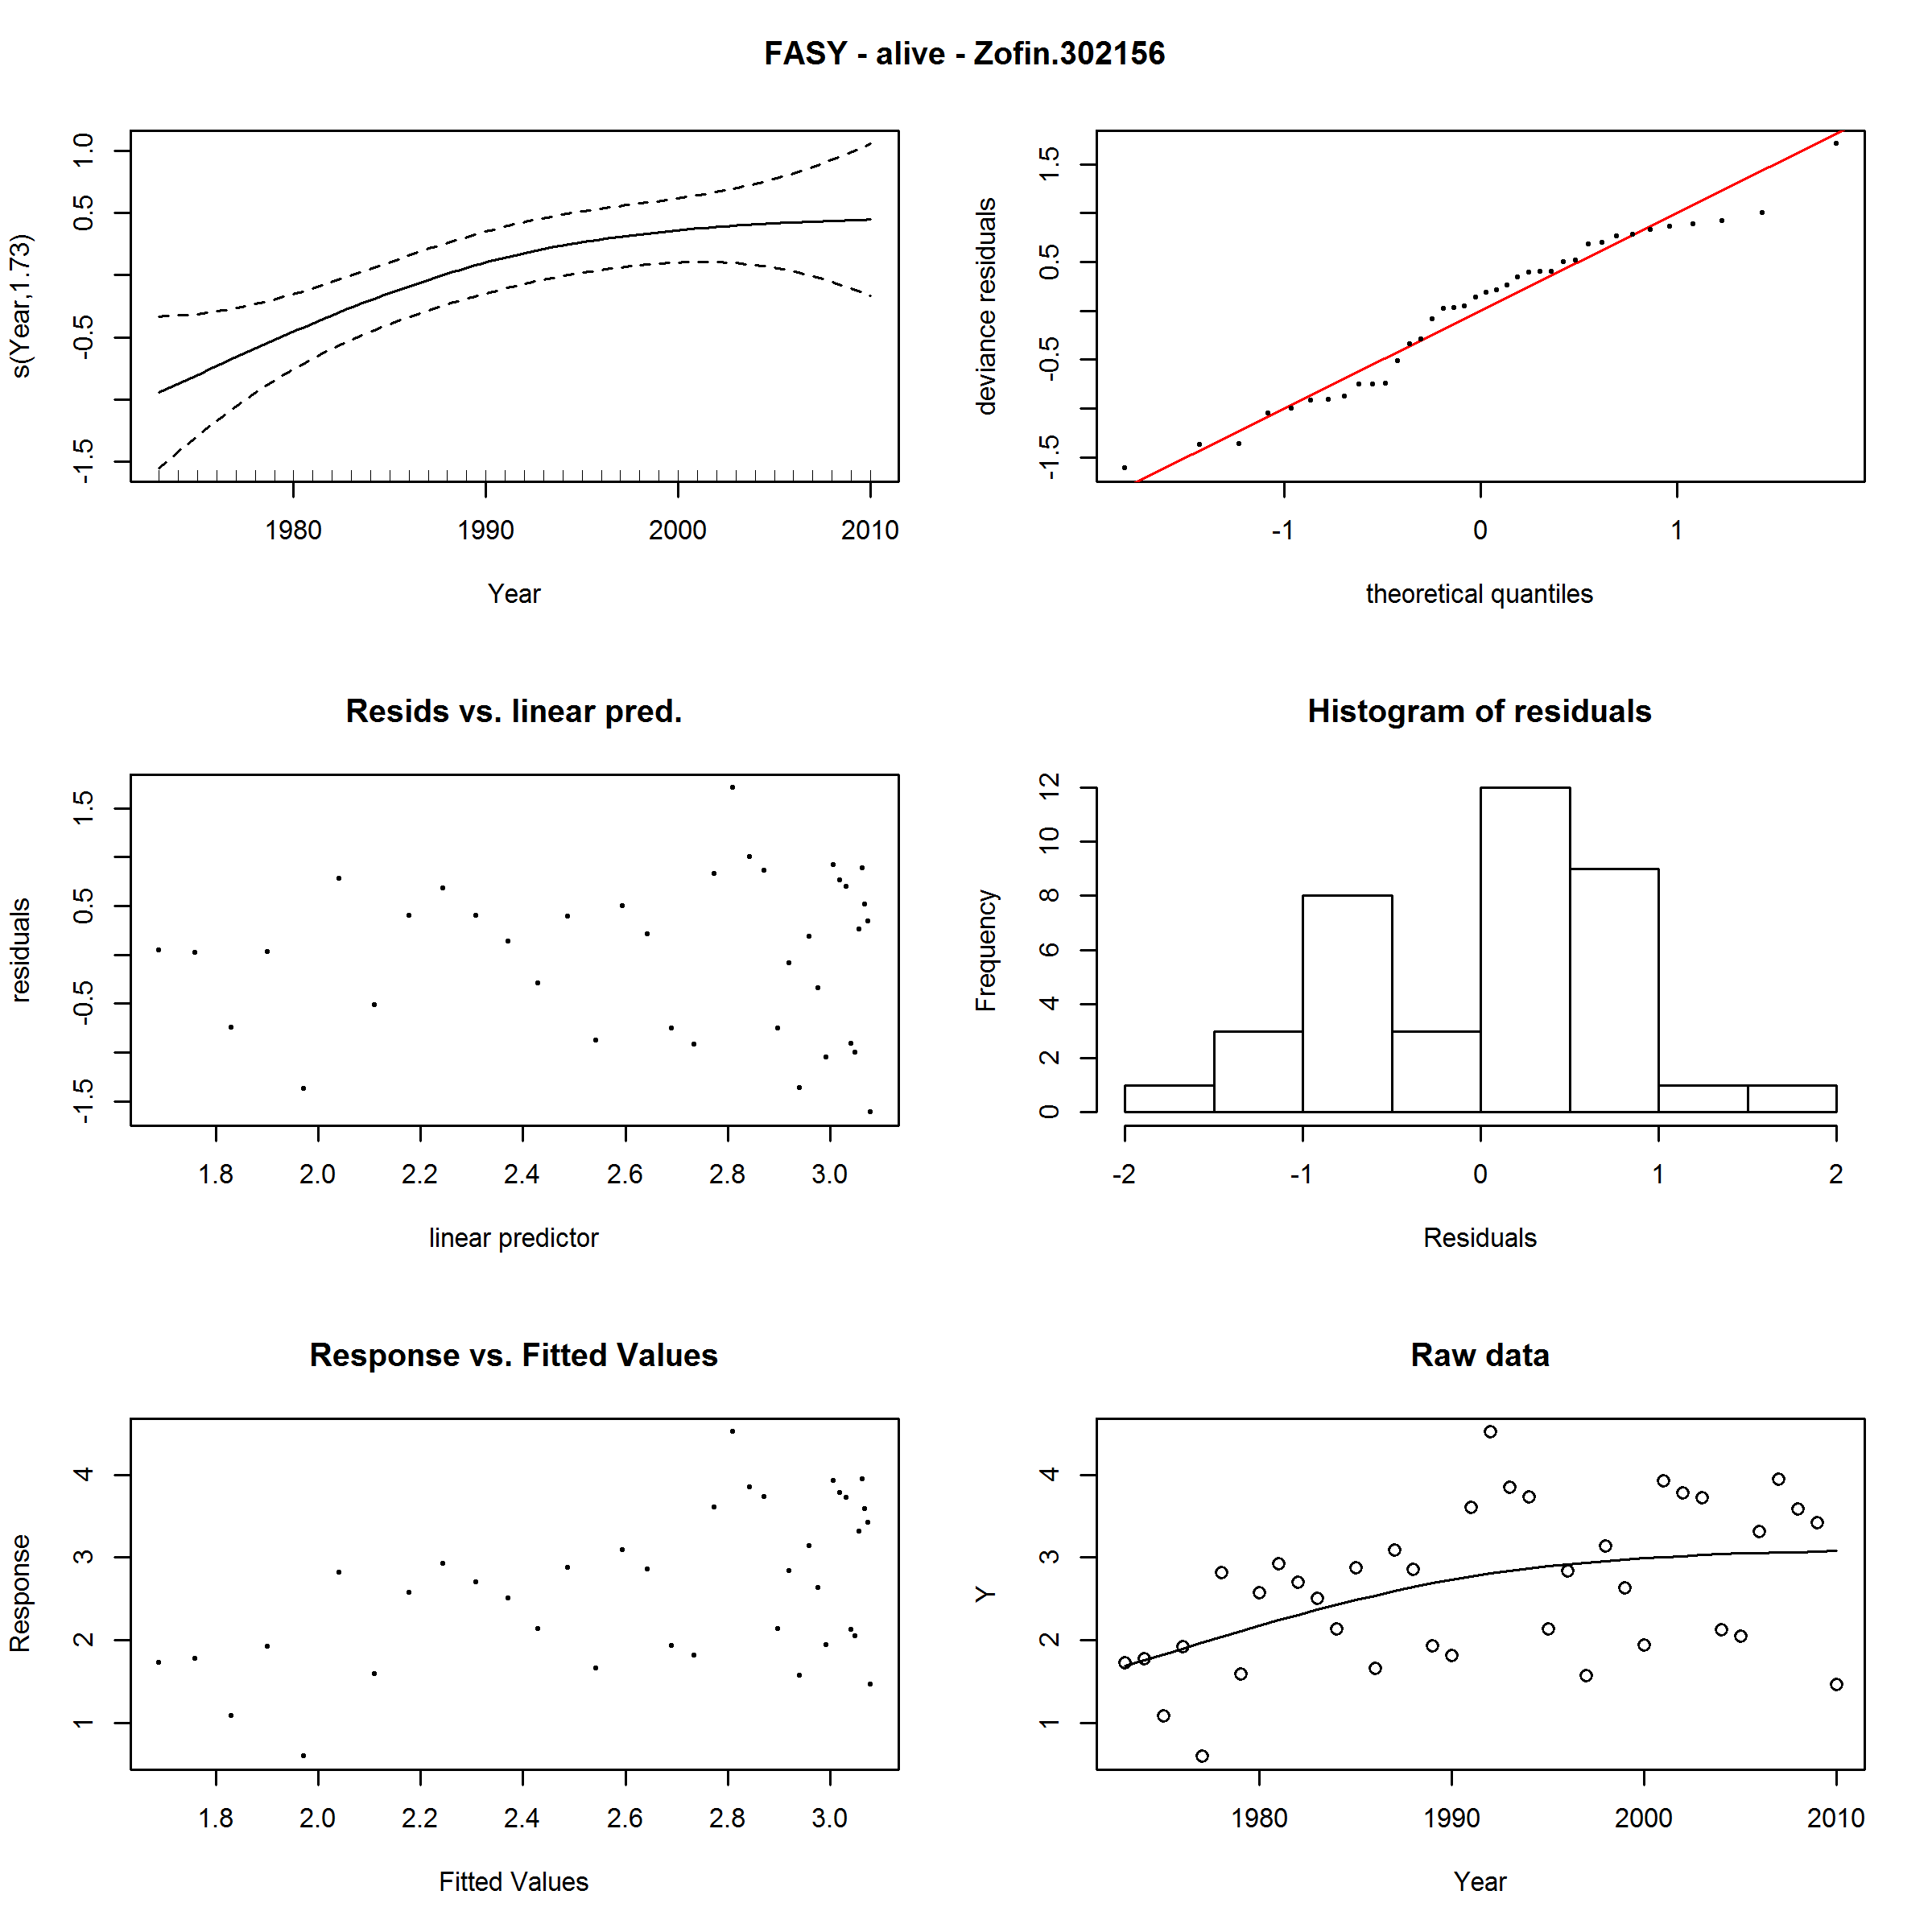 FASY - alive - Zofin.302156
s(Year,1.73)
1.0
0.5
-0.5
-1.5
1980 1990 2000 2010
Year
deviance residuals
1.5
0.5
-0.5
-1.5
-1 0 1
theoretical quantiles
Resids vs. linear pred.
residuals
1.5
0.5
-0.5
-1.5
1.8 2.0 2.2 2.4 2.6 2.8 3.0
linear predictor
Histogram of residuals
Frequency
12
10
8
6
4
2
0
-2 -1 0 1 2
Residuals
Response vs. Fitted Values
Response
4
3
2
1
1.8 2.0 2.2 2.4 2.6 2.8 3.0
Fitted Values
Raw data
Y
4
3
2
1
1980 1990 2000 2010
Year